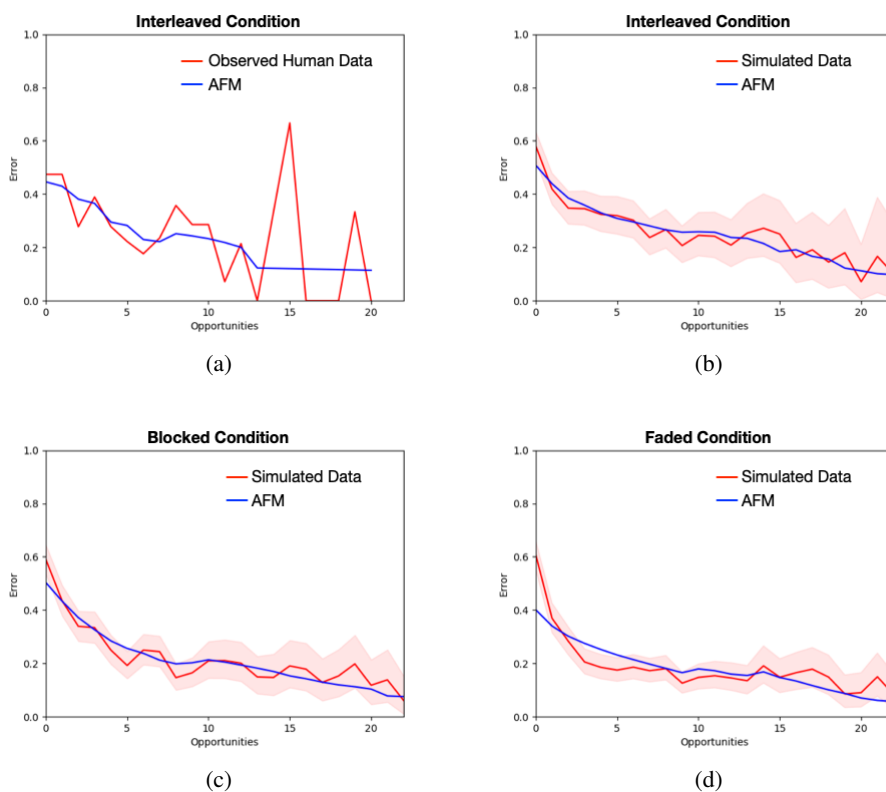 Interleaved Condition
1.0
0.8
0.6
0.4
0.2
0.0
Error
Observed Human Data
AFM
0 5 10 15 20
Opportunities
(a)
Interleaved Condition
1.0
0.8
0.6
0.4
0.2
0.0
Error
Simulated Data
AFM
0 5 10 15 20
Opportunities
(b)
Blocked Condition
1.0
0.8
0.6
0.4
0.2
0.0
Error
Simulated Data
AFM
0 5 10 15 20
Opportunities
(c)
Faded Condition
1.0
0.8
0.6
0.4
0.2
0.0
Error
Simulated Data
AFM
0 5 10 15 20
Opportunities
(d)